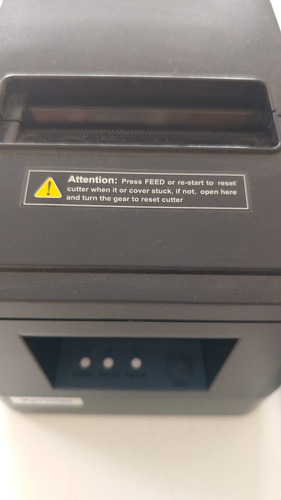 Attention: Press FEED or re-start to reset
cutter when it or cover stuck, if not, open here
and turn the gear to reset cutter
Xprinter